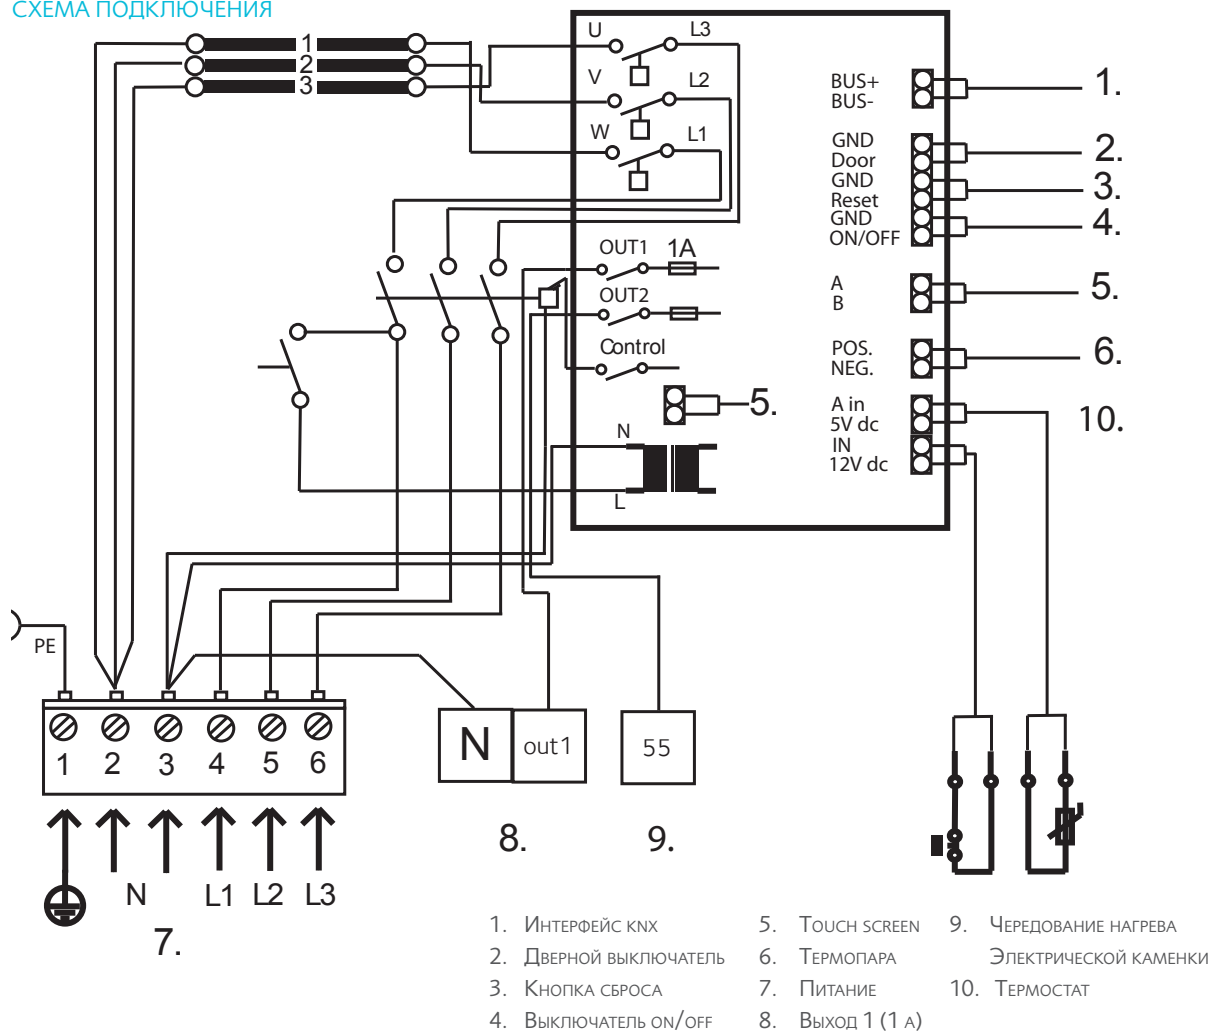 СХЕМА ПОДКЛЮЧЕНИЯ
1
2
3
U
L3
V
L2
W
L1
OUT1
1A
OUT2
Control
5.
N
L
BUS+
BUS-
1.
GND
Door
2.
GND
Reset
3.
GND
ON/OFF
4.
A
B
5.
POS.
NEG.
6.
A in
5V dc
10.
IN
12V dc
PE
1 2 3 4 5 6
N L1 L2 L3
7.
N
out1
8.
55
9.
1. Интерфейс knx
2. Дверной выключатель
3. Кнопка сброса
4. Выключатель on/off
5. Touch screen
6. Термопара
7. Питание
8. Выход 1 (1 а)
9. Чередование нагрева
Электрической каменки
10. Термостат